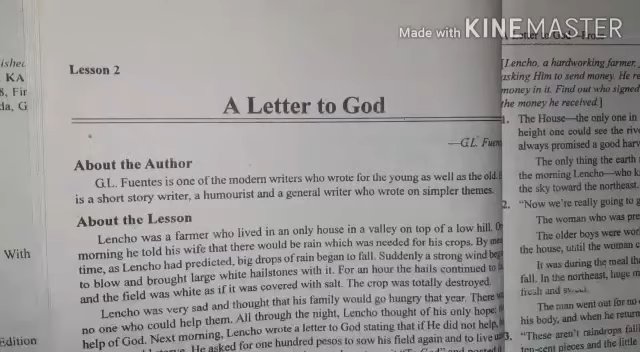 Made with KINEMASTER
Lesson 2
A Letter to God
—G.L. Fuen
About the Author
G.L. Fuentes is one of the modern writers who wrote for the young as well as the old.
is a short story writer, a humourist and a general writer who wrote on simpler themes.
About the Lesson
Lencho was a farmer who lived in an only house in a valley on top of a low hill.
morning he told his wife that there would be rain which was needed for his crops. By
time, as Lencho had predicted, big drops of rain began to fall. Suddenly a strong wind
to blow and brought large white hailstones with it. For an hour the hails continued
and the field was white as if it was covered with salt. The crop was totally destroyed.
Lencho was very sad and thought that his family would go hungry that year. There
no one who could help them. All through the night, Lencho thought of his only hope:
help of God. Next morning, Lencho wrote a letter to God stating that if He did not help,
He asked for one hundred pesos to sow his field again and to live
KA
8, Fir
la, G
With
Edition
[Lencho, a hardworking farmer,
asking Him to send money. He re
money in it. Find out who signed
the money he received.]
1. The House—the only one in
height one could see the rive
always promised a good harv
The only thing the earth
the morning Lencho—who k
the sky toward the northeast.
2. “Now we're really going to g
The woman who was prep
The older boys were worl
the house, until the woman
It was during the meal tha
fall. In the northeast, huge m
fresh and
The man went out for no
his body, and when he return
3. “These aren't raindrops fall
ten-cent pieces and the little